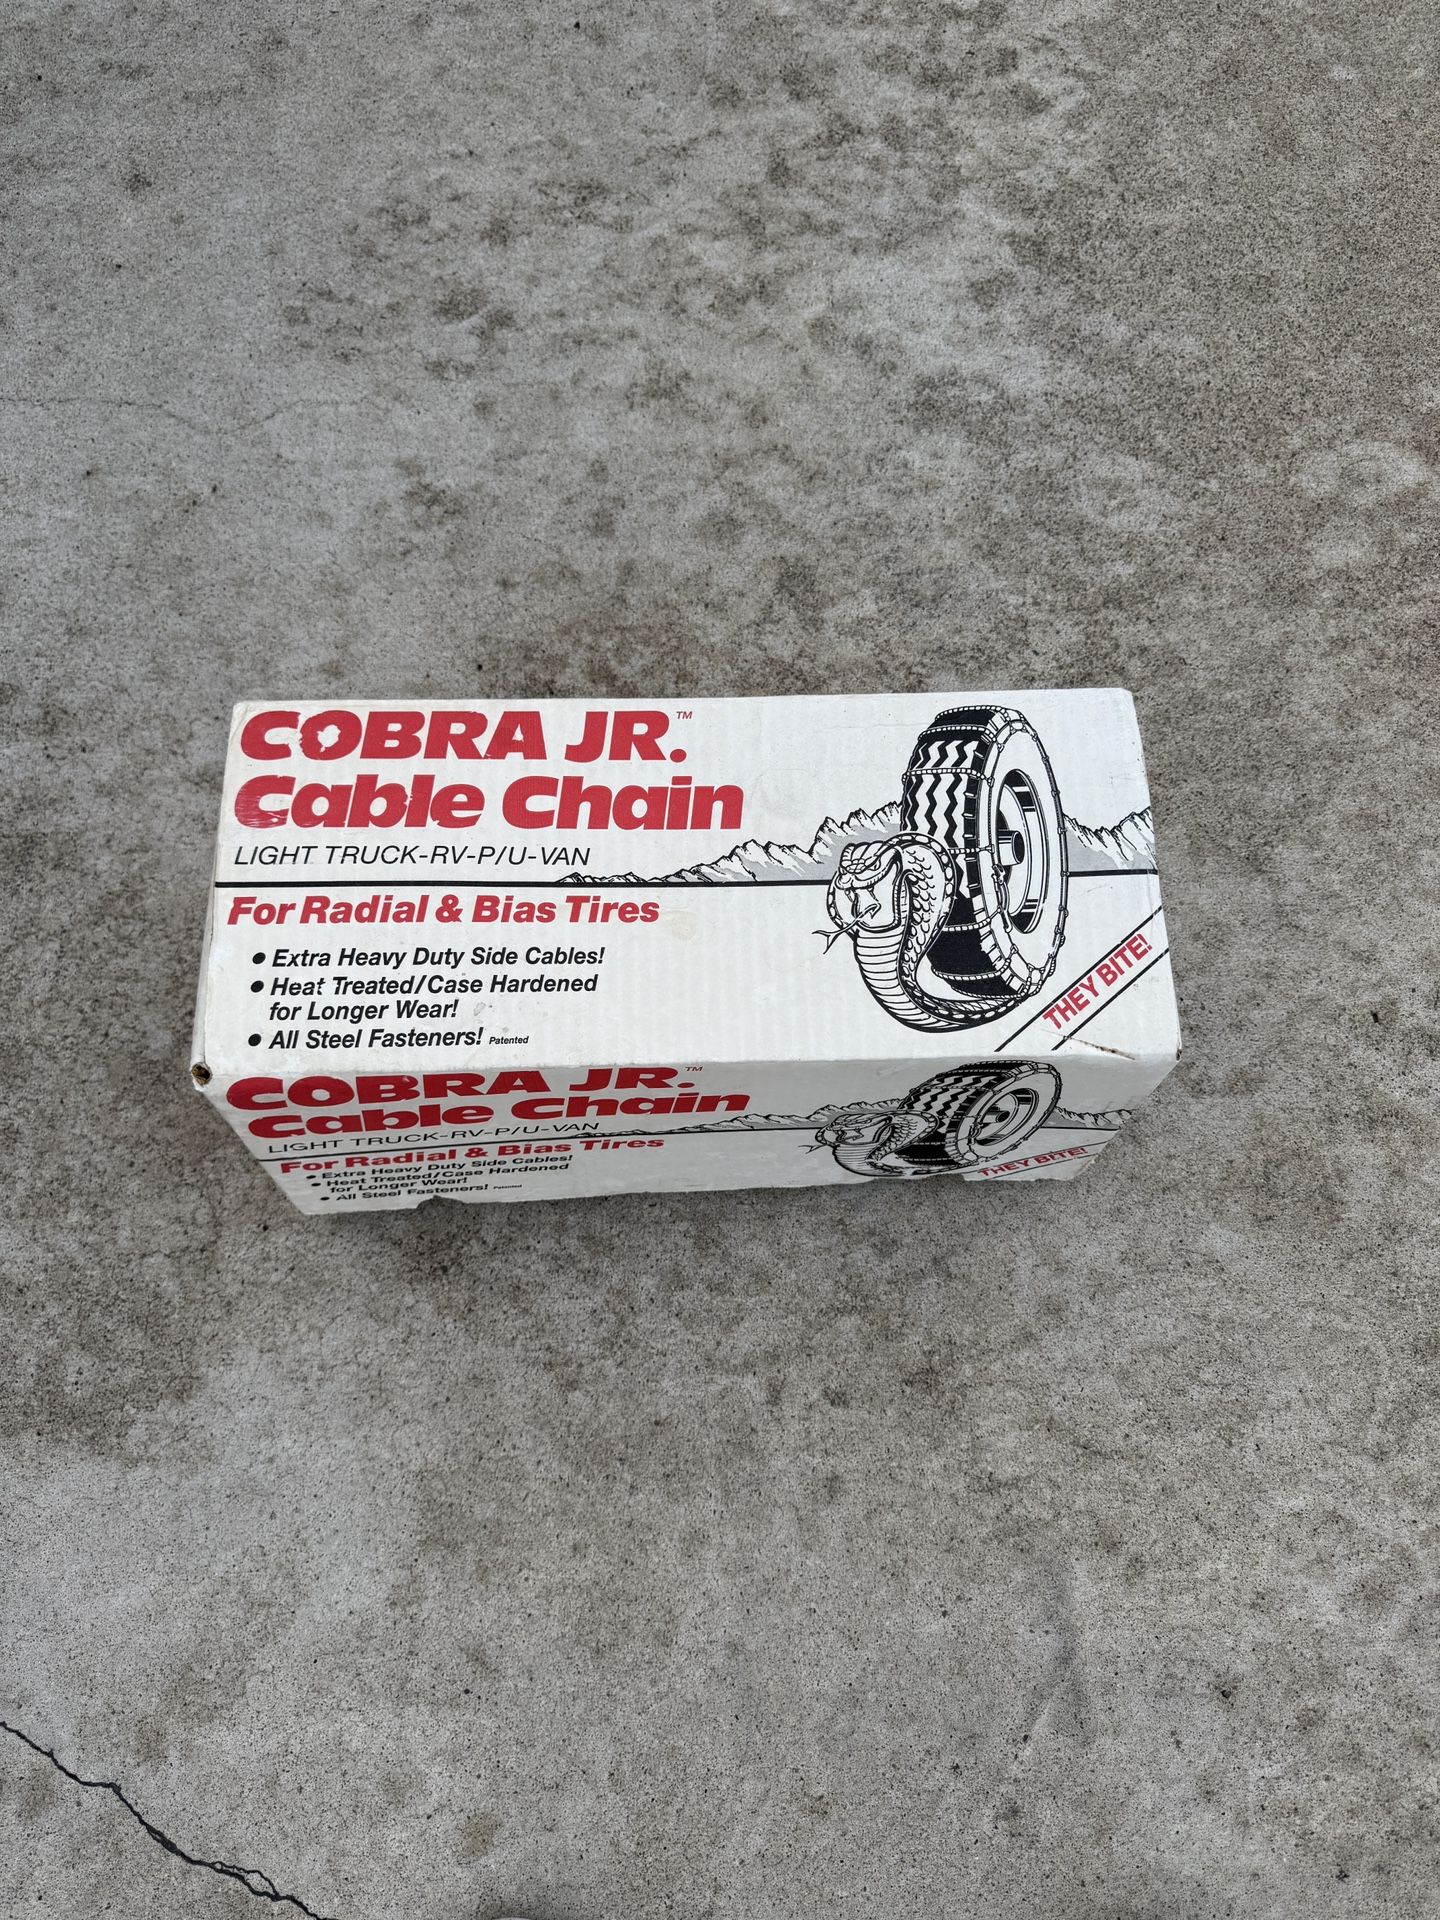 COBRA JR.™
Cable Chain
LIGHT TRUCK-RV-P/U-VAN
For Radial & Bias Tires
• Extra Heavy Duty Side Cables!
• Heat Treated/Case Hardened
for Longer Wear!
• All Steel Fasteners! Patented
THEY BITE!
COBRA JR.™
Cable Chain
LIGHT TRUCK-RV-P/U-VAN
For Radial & Bias Tires
• Extra Heavy Duty Side Cables!
• Heat Treated/Case Hardened
for Longer Wear!
• All Steel Fasteners! Patented
THEY BITE!